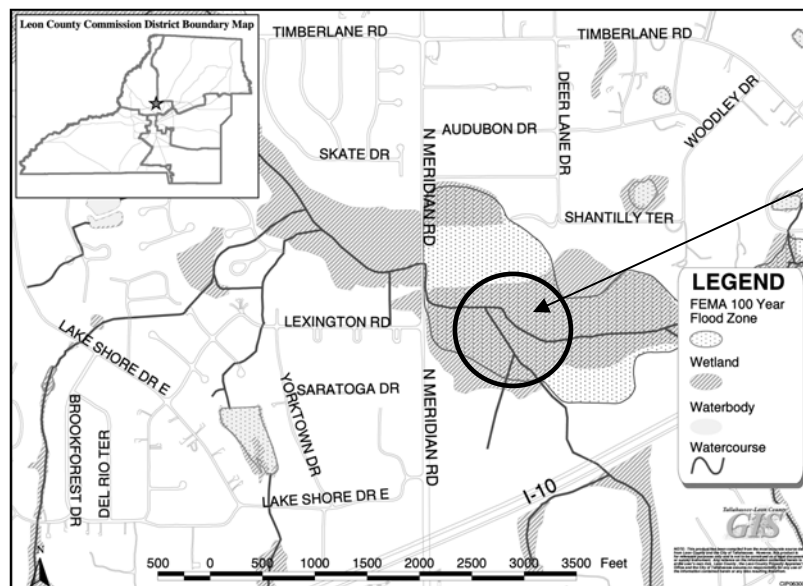 Leon County Commission District Boundary Map
TIMBERLANE RD
TIMBERLANE RD
DEER LANE DR
WOODLEY DR
AUDUBON DR
SKATE DR
N MERIDIAN RD
SHANTILLY TER
LEGEND
FEMA 100 Year
Flood Zone
Wetland
Waterbody
Watercourse
LEXINGTON RD
LAKE SHORE DR E
YORKTOWN DR
SARATOGA DR
N MERIDIAN RD
BROOKFOREST DR
DEL RIO TER
LAKE SHORE DR E
I-10
Tallahassee-Leon County
GIS
N
500 0 500 1000 1500 2000 2500 3000 3500 Feet